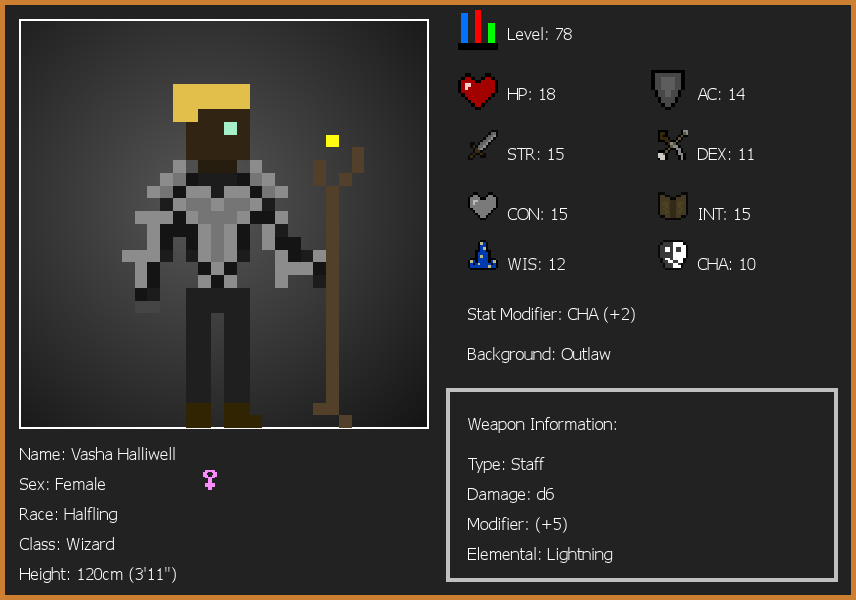 Level: 78
HP: 18
AC: 14
STR: 15
DEX: 11
CON: 15
INT: 15
WIS: 12
CHA: 10
Stat Modifier: CHA (+2)
Background: Outlaw
Weapon Information:
Type: Staff
Damage: d6
Modifier: (+5)
Elemental: Lightning
Name: Vasha Halliwell
Sex: Female
Race: Halfling
Class: Wizard
Height: 120cm (3'11")